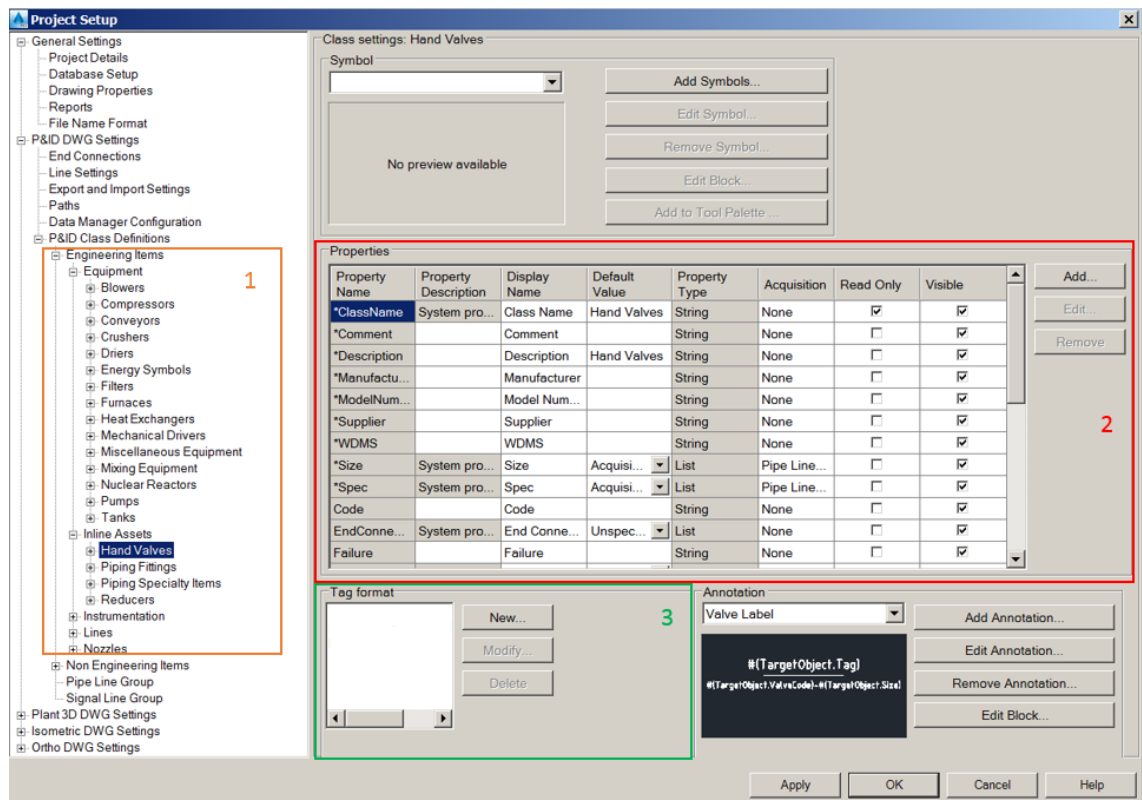 Project Setup
General Settings
Project Details
Database Setup
Drawing Properties
Reports
File Name Format
P&ID DWG Settings
End Connections
Line Settings
Export and Import Settings
Paths
Data Manager Configuration
P&ID Class Definitions
Engineering Items
Equipment
1
Blowers
Compressors
Conveyors
Crushers
Driers
Energy Symbols
Filters
Furnaces
Heat Exchangers
Mechanical Drivers
Miscellaneous Equipment
Mixing Equipment
Nuclear Reactors
Pumps
Tanks
Inline Assets
Hand Valves
Piping Fittings
Piping Specialty Items
Reducers
Instrumentation
Lines
Nozzles
Non Engineering Items
Pipe Line Group
Signal Line Group
Plant 3D DWG Settings
Isometric DWG Settings
Ortho DWG Settings
Class settings: Hand Valves
Symbol
No preview available
Add Symbols...
Edit Symbol...
Remove Symbol...
Edit Block...
Add to Tool Palette ...
Properties
Property Name Property Description Display Name Default Value Property Type Acquisition Read Only Visible
*ClassName System pro... Class Name Hand Valves String None
*Comment Comment String None
*Description Description Hand Valves String None
*Manufactu... Manufacturer String None
*ModelNum... Model Num... String None
*Supplier Supplier String None
*WDMS WDMS String None
*Size System pro... Size Acquisi... List Pipe Line...
*Spec System pro... Spec Acquisi... List Pipe Line...
Code Code String None
EndConne... System pro... End Conne... Unspec... List None
Failure Failure String None
Add...
Edit...
Remove
2
Tag format
3
New...
Modify...
Delete
Annotation
Valve Label
#(TargetObject.Tag)
#(TargetObject.ValveCode)-#(TargetObject.Size)
Add Annotation...
Edit Annotation...
Remove Annotation...
Edit Block...
Apply
OK
Cancel
Help